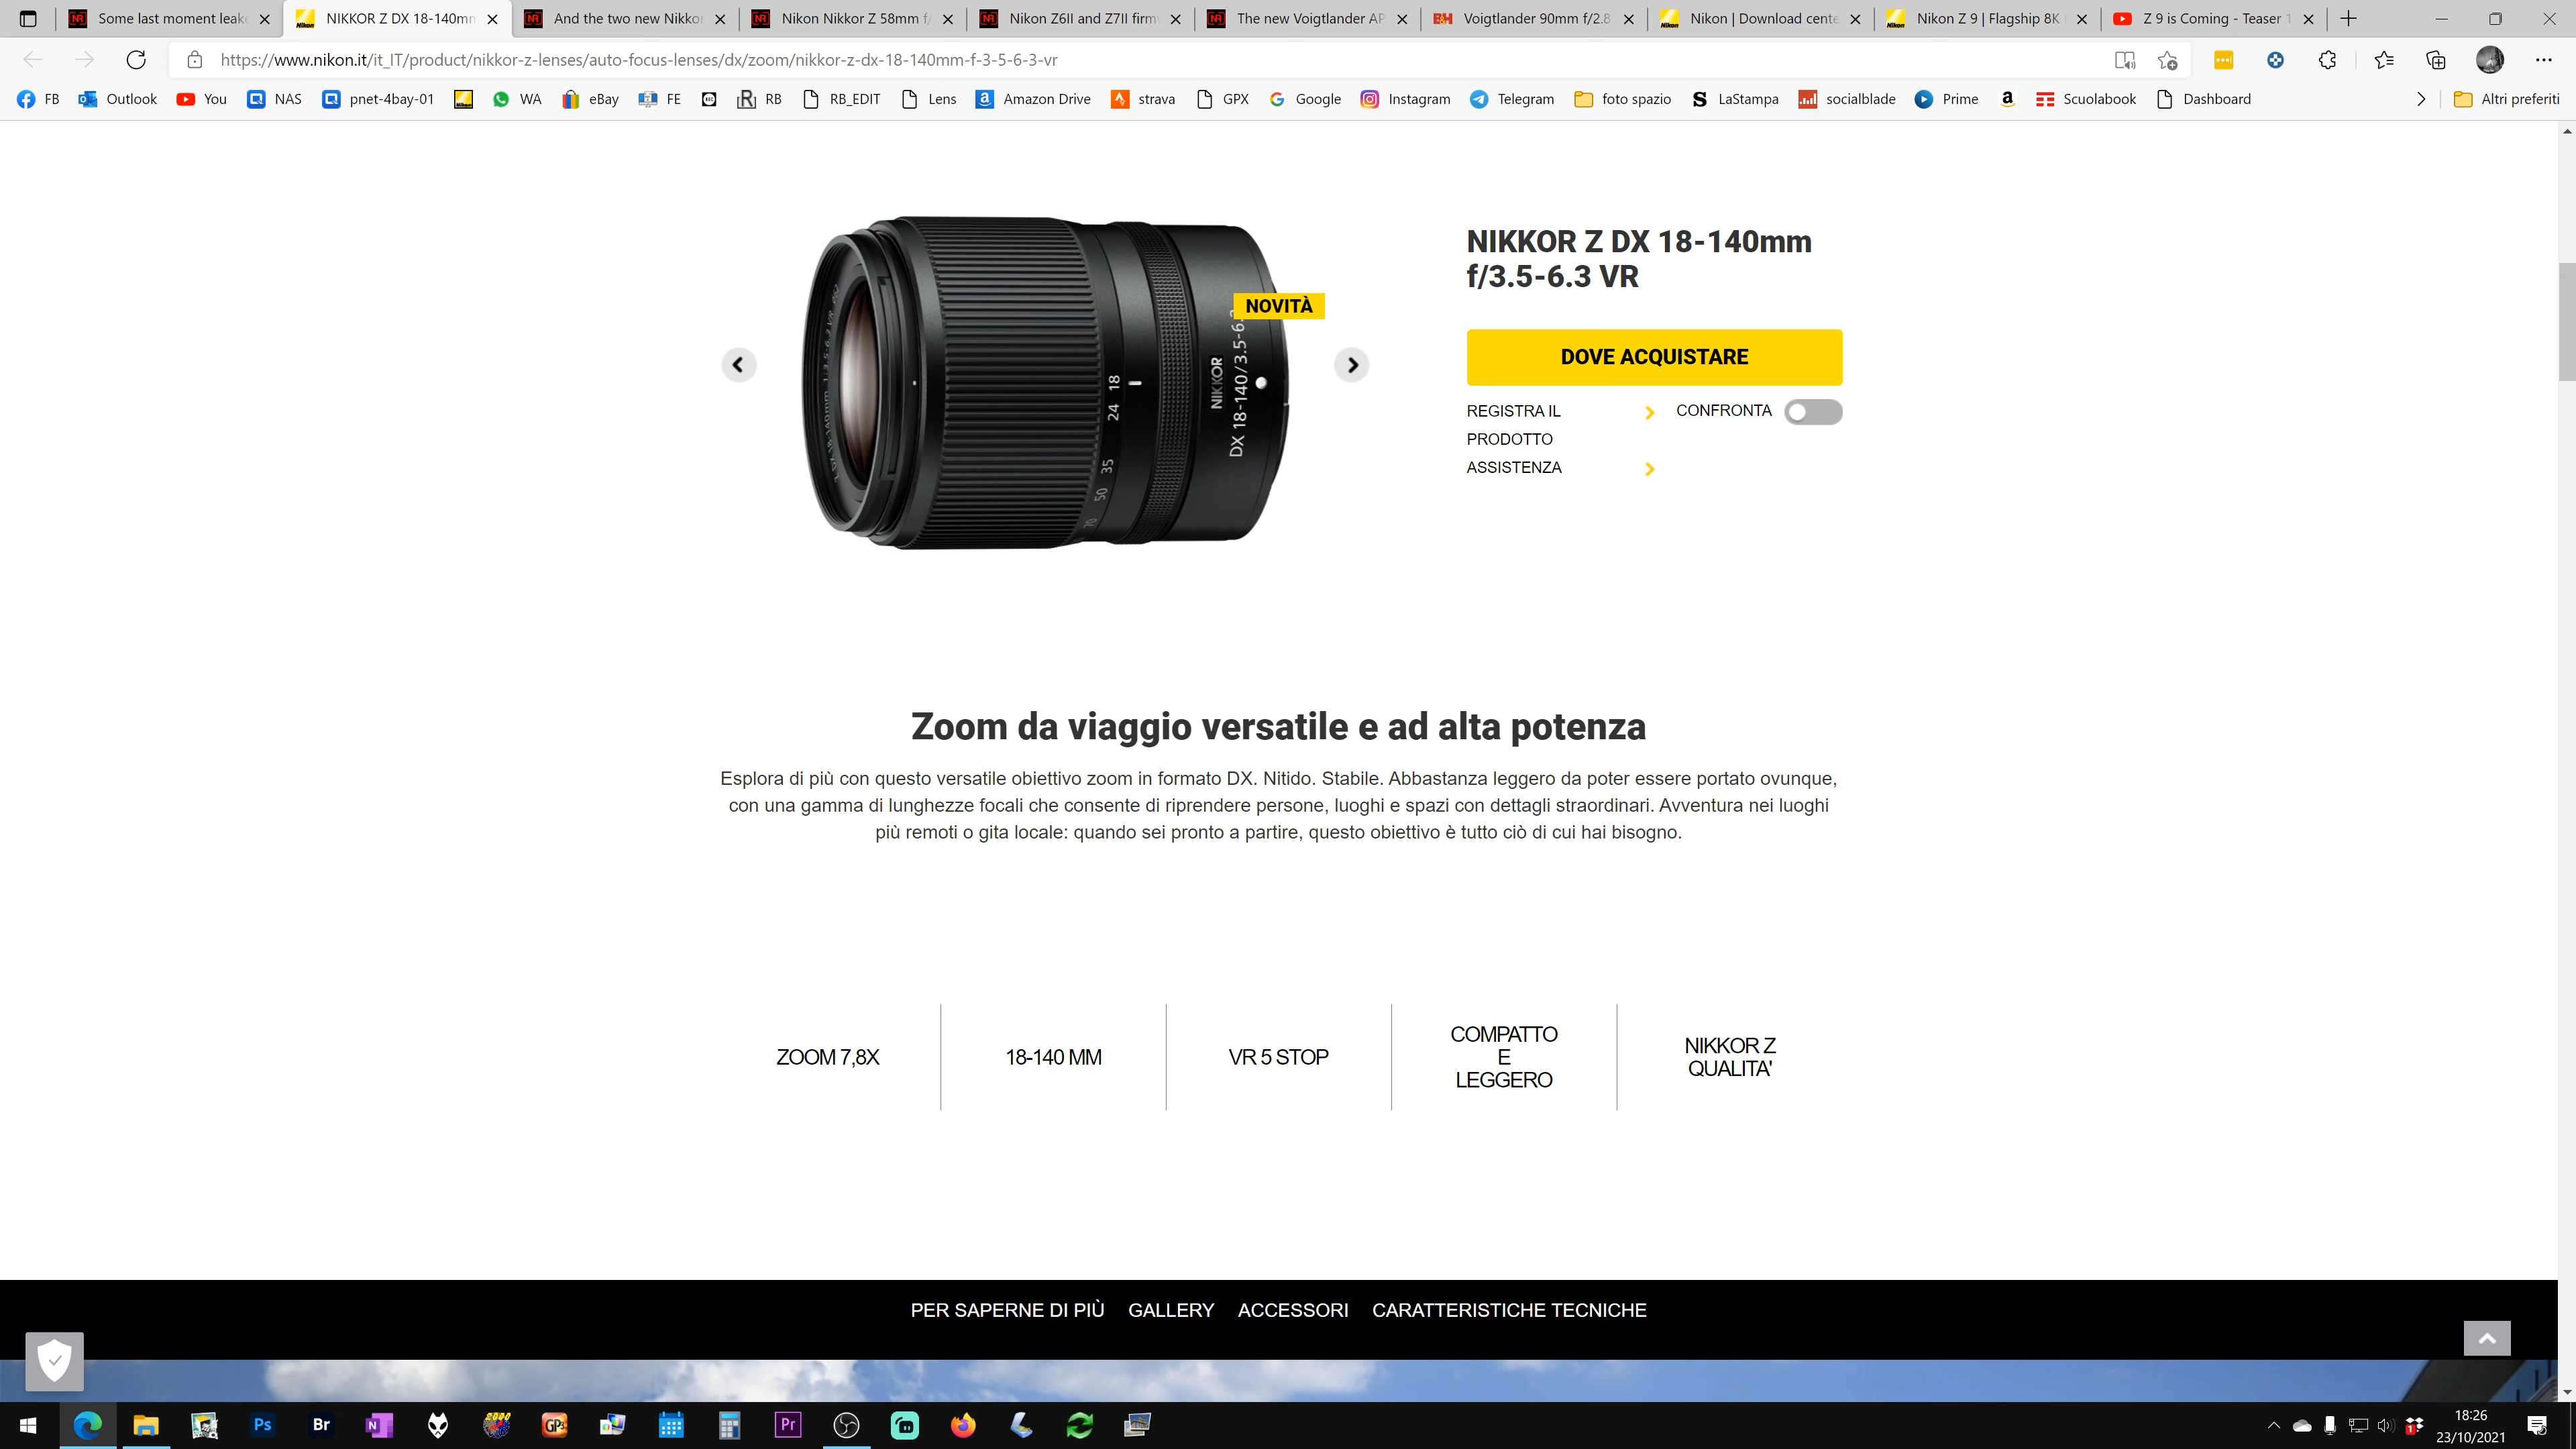 Some last moment leake
NIKKOR Z DX 18-140mm
And the two new Nikkor
Nikon Nikkor Z 58mm f/
Nikon Z6II and Z7II firmw
The new Voigtlander AP
Voigtlander 90mm f/2.8
Nikon | Download cente
Nikon Z 9 | Flagship 8K
Z 9 is Coming - Teaser 1
https://www.nikon.it/it_IT/product/nikkor-z-lenses/auto-focus-lenses/dx/zoom/nikkor-z-dx-18-140mm-f-3-5-6-3-vr
FB Outlook You NAS pnet-4bay-01 WA eBay FE RB RB_EDIT Lens Amazon Drive strava GPX Google Instagram Telegram foto spazio LaStampa socialblade Prime Scuolabook Dashboard Altri preferiti
NIKKOR Z DX 18-140mm
f/3.5-6.3 VR
NOVITÀ
NIKKOR
DX 18-140/3.5-6.3
18
24
35
50
70
DOVE ACQUISTARE
REGISTRA IL
PRODOTTO
CONFRONTA
ASSISTENZA
Zoom da viaggio versatile e ad alta potenza
Esplora di più con questo versatile obiettivo zoom in formato DX. Nitido. Stabile. Abbastanza leggero da poter essere portato ovunque,
con una gamma di lunghezze focali che consente di riprendere persone, luoghi e spazi con dettagli straordinari. Avventura nei luoghi
più remoti o gita locale: quando sei pronto a partire, questo obiettivo è tutto ciò di cui hai bisogno.
ZOOM 7,8X
18-140 MM
VR 5 STOP
COMPATTO
E
LEGGERO
NIKKOR Z
QUALITA'
PER SAPERNE DI PIÙ GALLERY ACCESSORI CARATTERISTICHE TECNICHE
Ps
Br
N
GP3
Pr
18:26
23/10/2021